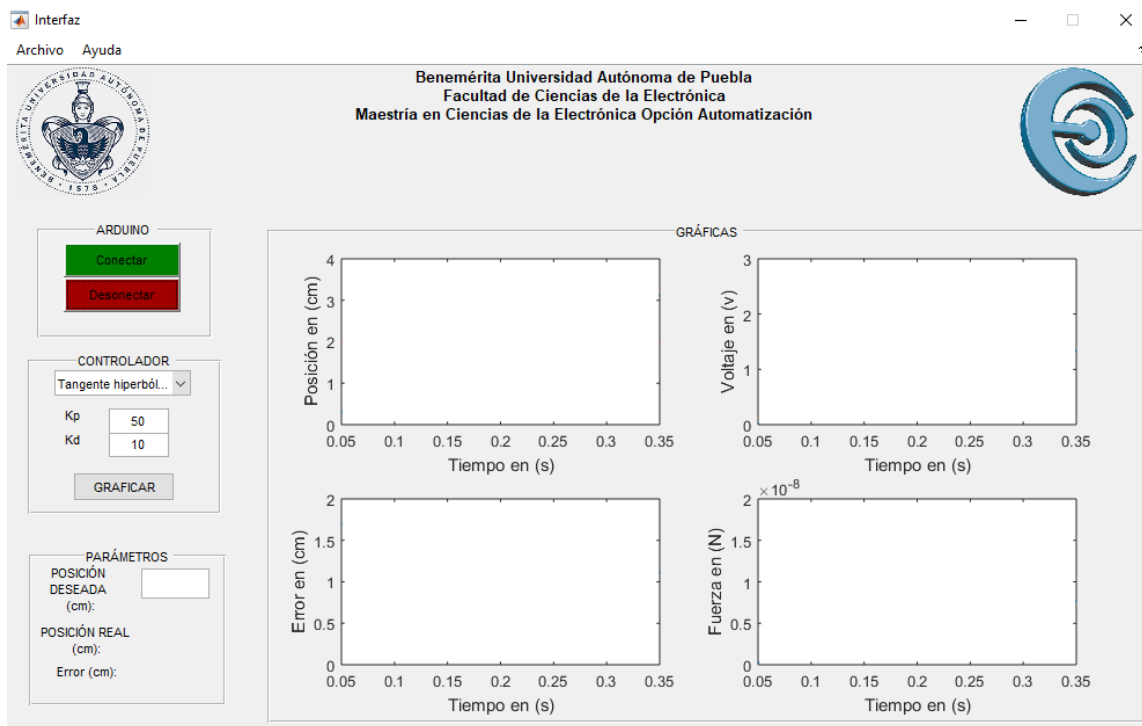 Interfaz
Archivo Ayuda
BENEMÉRITA UNIVERSIDAD AUTÓNOMA DE PUEBLA
· 1578 ·
Benemérita Universidad Autónoma de Puebla
Facultad de Ciencias de la Electrónica
Maestría en Ciencias de la Electrónica Opción Automatización
ARDUINO
Conectar
Desonectar
CONTROLADOR
Tangente hiperból...
Kp 50
Kd 10
GRAFICAR
PARÁMETROS
POSICIÓN
DESEADA
(cm):
POSICIÓN REAL
(cm):
Error (cm):
GRÁFICAS
Posición en (cm)
4
3
2
1
0
0.05 0.1 0.15 0.2 0.25 0.3 0.35
Tiempo en (s)
Voltaje en (v)
3
2
1
0
0.05 0.1 0.15 0.2 0.25 0.3 0.35
Tiempo en (s)
Error en (cm)
2
1.5
1
0.5
0
0.05 0.1 0.15 0.2 0.25 0.3 0.35
Tiempo en (s)
Fuerza en (N)
×10⁻⁸
2
1.5
1
0.5
0
0.05 0.1 0.15 0.2 0.25 0.3 0.35
Tiempo en (s)